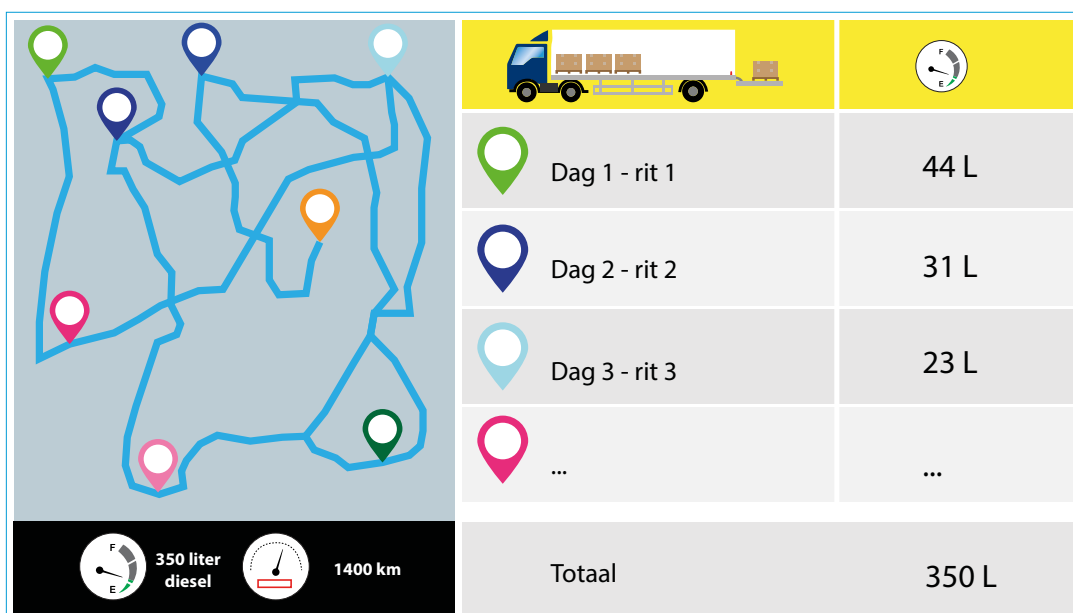 F
E
Dag 1 - rit 1
44 L
Dag 2 - rit 2
31 L
Dag 3 - rit 3
23 L
...
...
F
E
350 liter
diesel
1400 km
Totaal
350 L